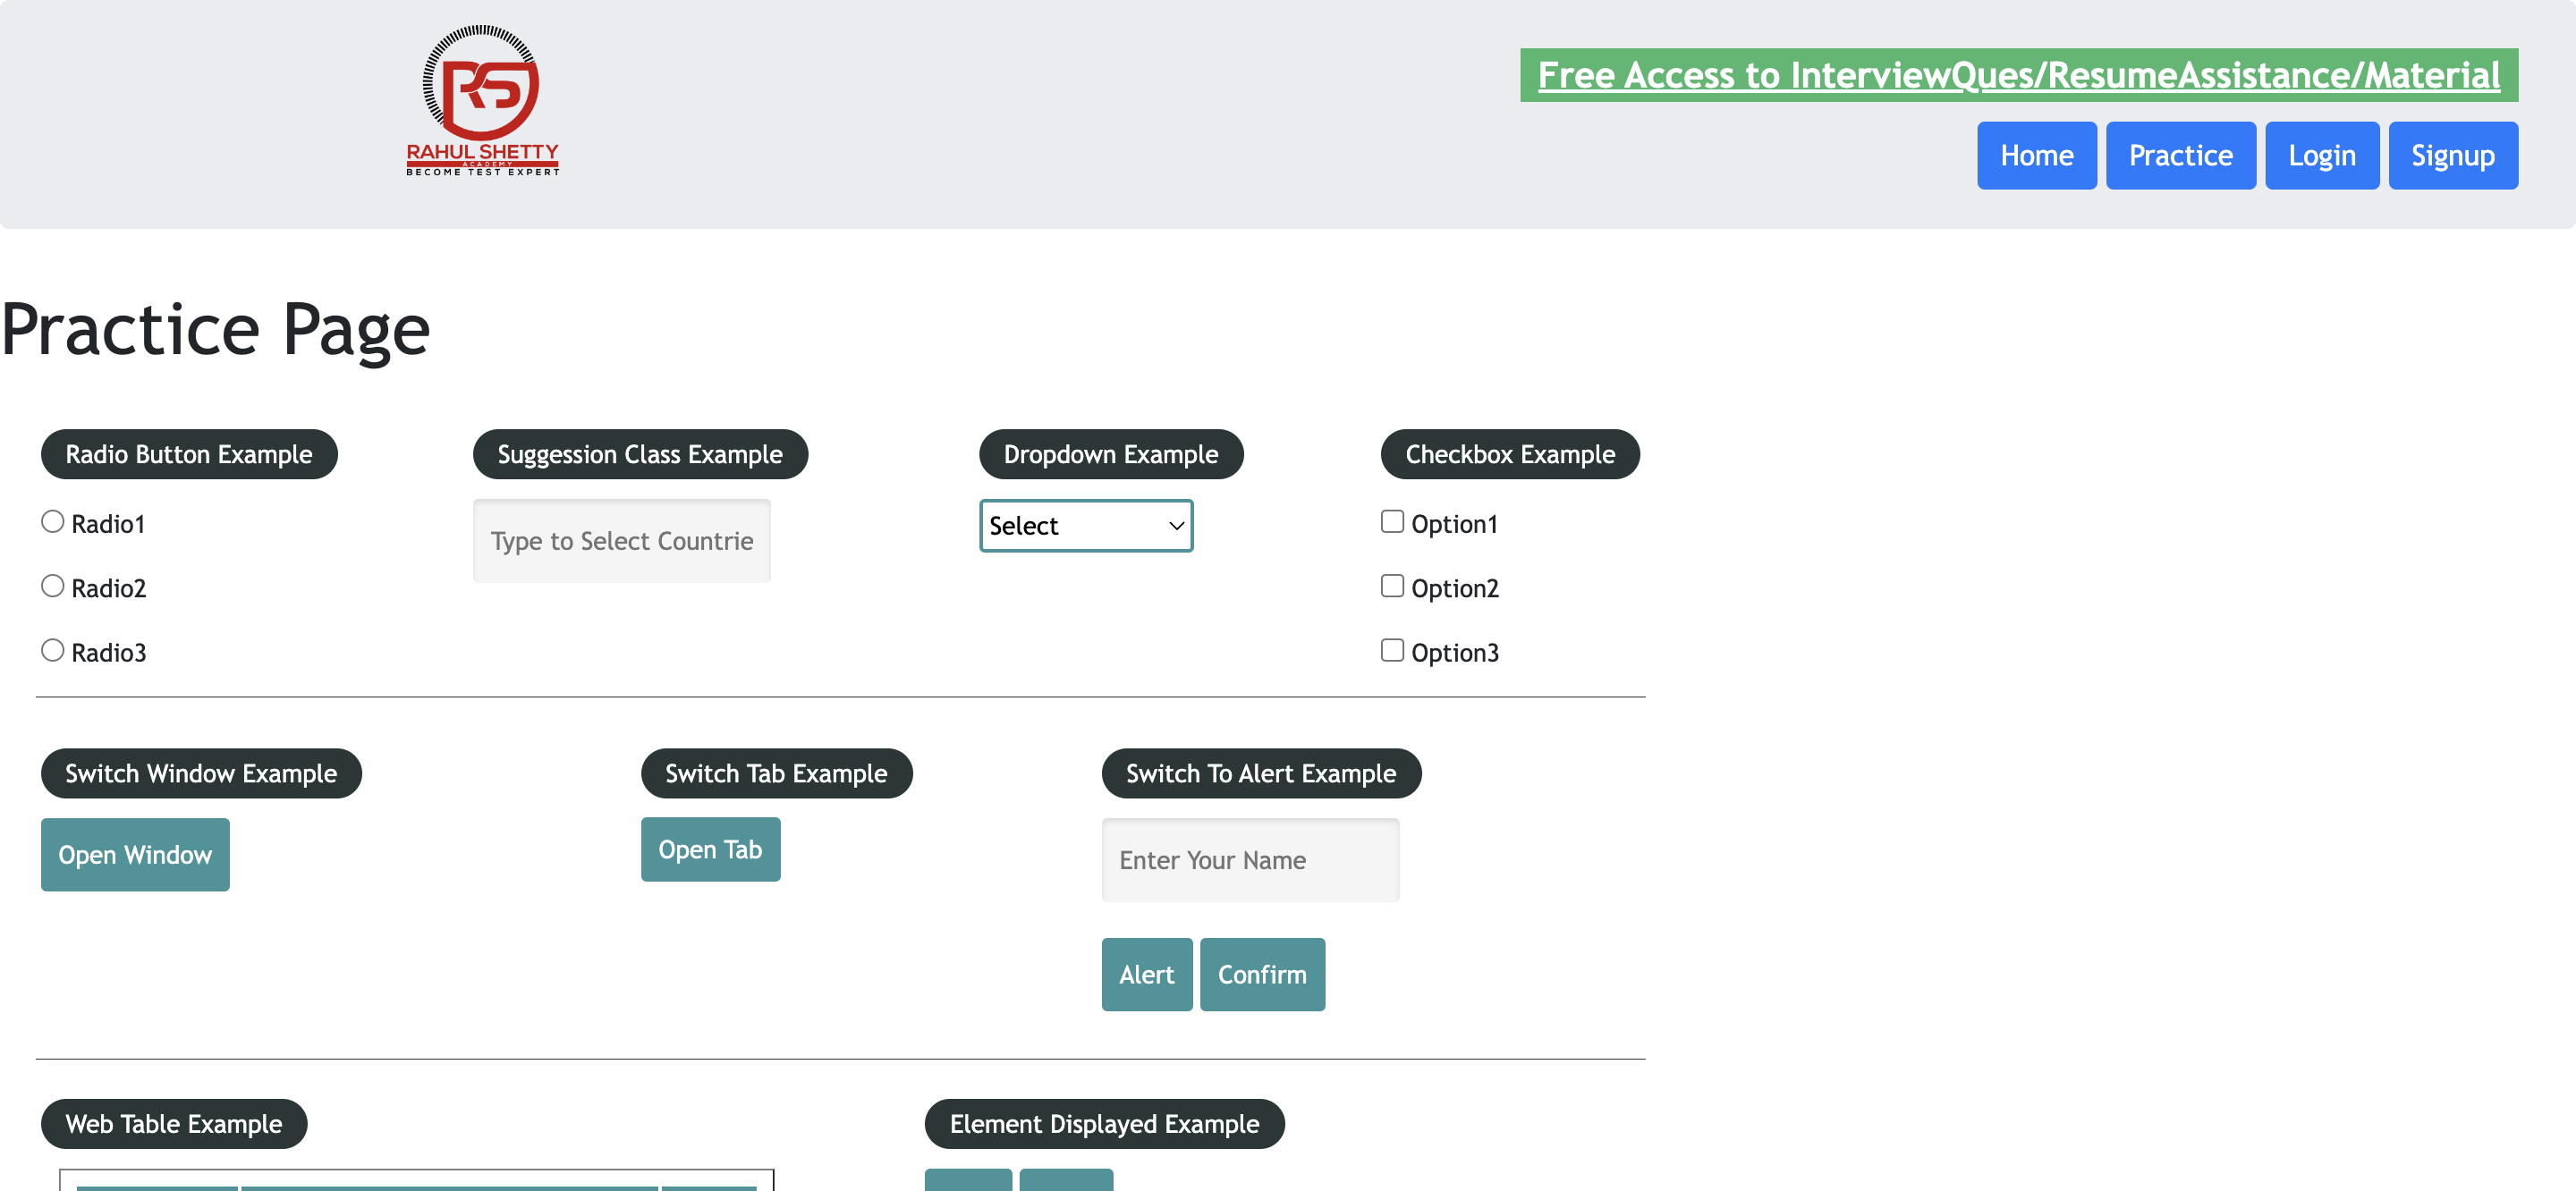 RS
RAHUL SHETTY
ACADEMY
BECOME TEST EXPERT
Free Access to InterviewQues/ResumeAssistance/Material
Home Practice Login Signup
Practice Page
Radio Button Example
Radio1
Radio2
Radio3
Suggession Class Example
Type to Select Countrie
Dropdown Example
Select
Checkbox Example
Option1
Option2
Option3
Switch Window Example
Open Window
Switch Tab Example
Open Tab
Switch To Alert Example
Enter Your Name
Alert Confirm
Web Table Example
Element Displayed Example